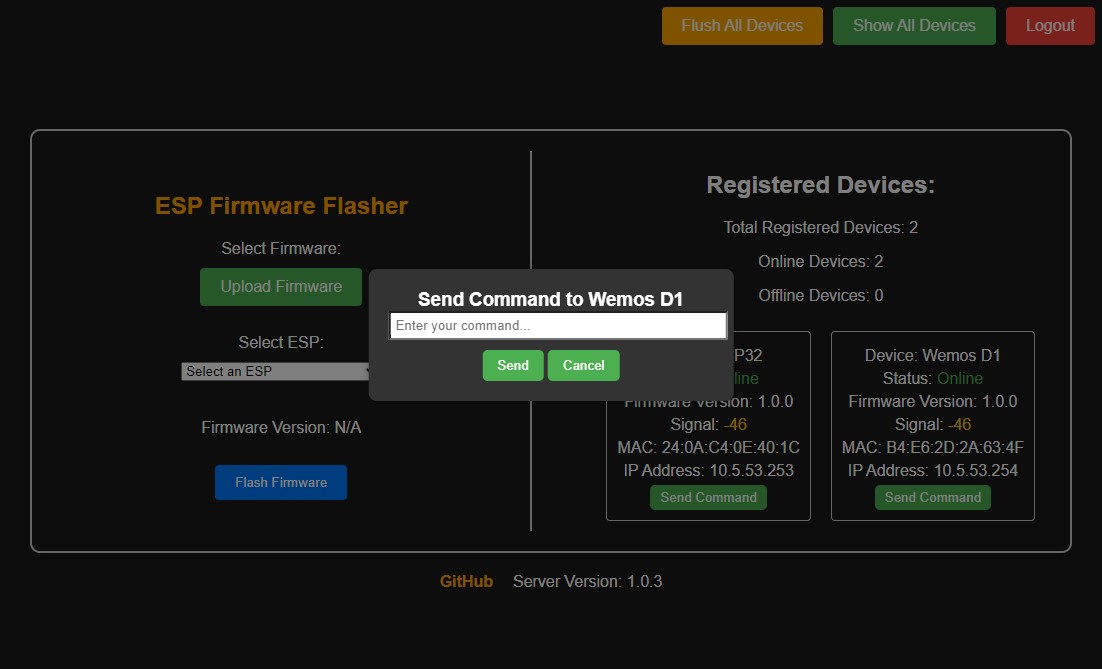 Flush All Devices
Show All Devices
Logout
ESP Firmware Flasher
Select Firmware:
Upload Firmware
Select ESP:
Select an ESP
Firmware Version: N/A
Flash Firmware
Registered Devices:
Total Registered Devices: 2
Online Devices: 2
Offline Devices: 0
Send Command to Wemos D1
Enter your command...
Send
Cancel
Firmware Version: 1.0.0
Signal: -46
MAC: 24:0A:C4:0E:40:1C
IP Address: 10.5.53.253
Send Command
Device: Wemos D1
Status: Online
Firmware Version: 1.0.0
Signal: -46
MAC: B4:E6:2D:2A:63:4F
IP Address: 10.5.53.254
Send Command
GitHub
Server Version: 1.0.3